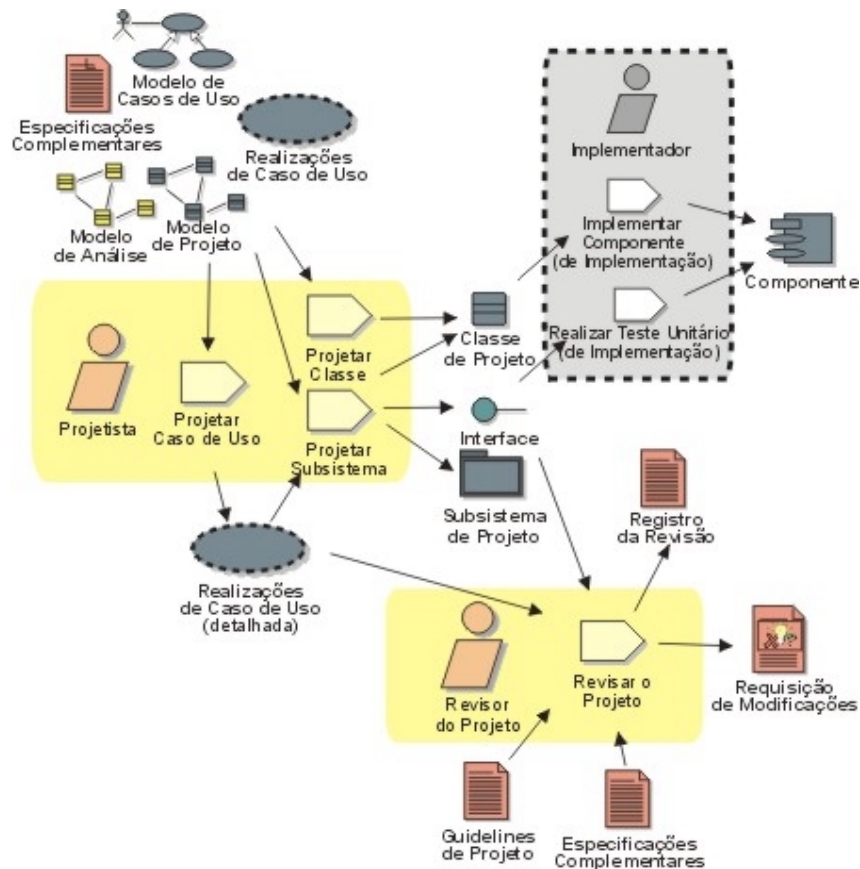 Modelo de
Casos de Uso
Especificações
Complementares
Realizações
de Caso de Uso
Modelo
de Análise
Modelo
de Projeto
Implementador
Implementar
Componente
(de Implementação)
Componente
Realizar Teste Unitário
(de Implementação)
Projetar
Classe
Classe
de Projeto
Projetista
Projetar
Caso de Uso
Projetar
Subsistema
Interface
Subsistema
de Projeto
Registro
da Revisão
Realizações
de Caso de Uso
(detalhada)
Revisor
do Projeto
Revisar o
Projeto
Requisição
de Modificações
Guidelines
de Projeto
Especificações
Complementares